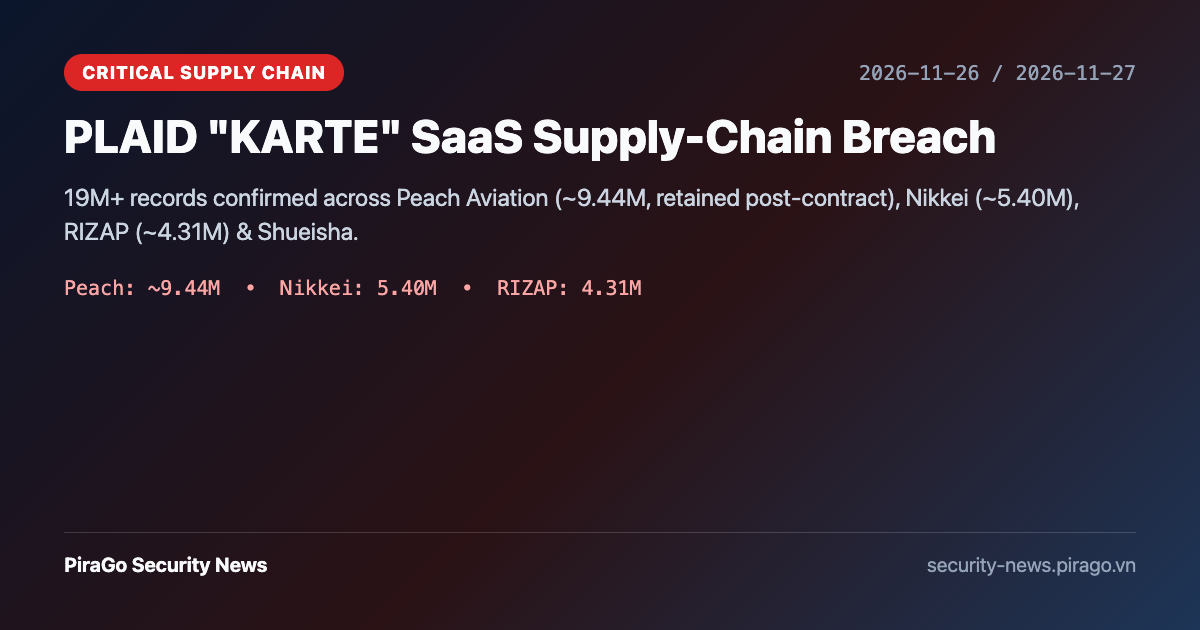 CRITICAL SUPPLY CHAIN
2026-11-26 / 2026-11-27
PLAID "KARTE" SaaS Supply-Chain Breach
19M+ records confirmed across Peach Aviation (~9.44M, retained post-contract), Nikkei (~5.40M),
RIZAP (~4.31M) & Shueisha.
Peach: ~9.44M • Nikkei: 5.40M • RIZAP: 4.31M
PiraGo Security News
security-news.pirago.vn